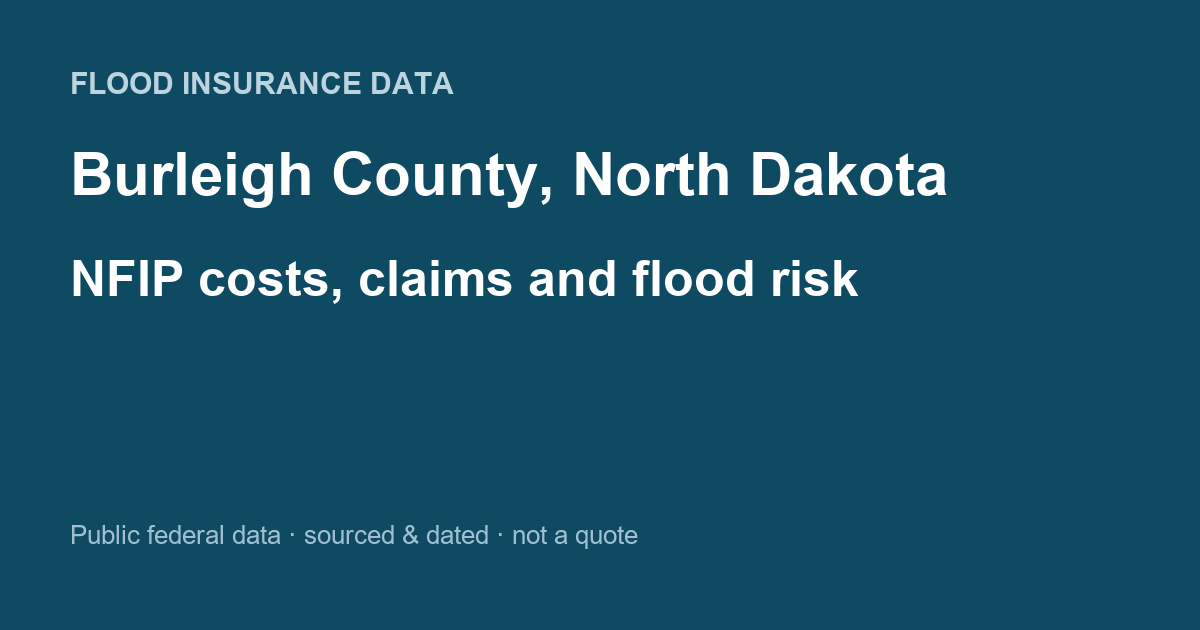 FLOOD INSURANCE DATA
Burleigh County, North Dakota
NFIP costs, claims and flood risk
Public federal data · sourced & dated · not a quote